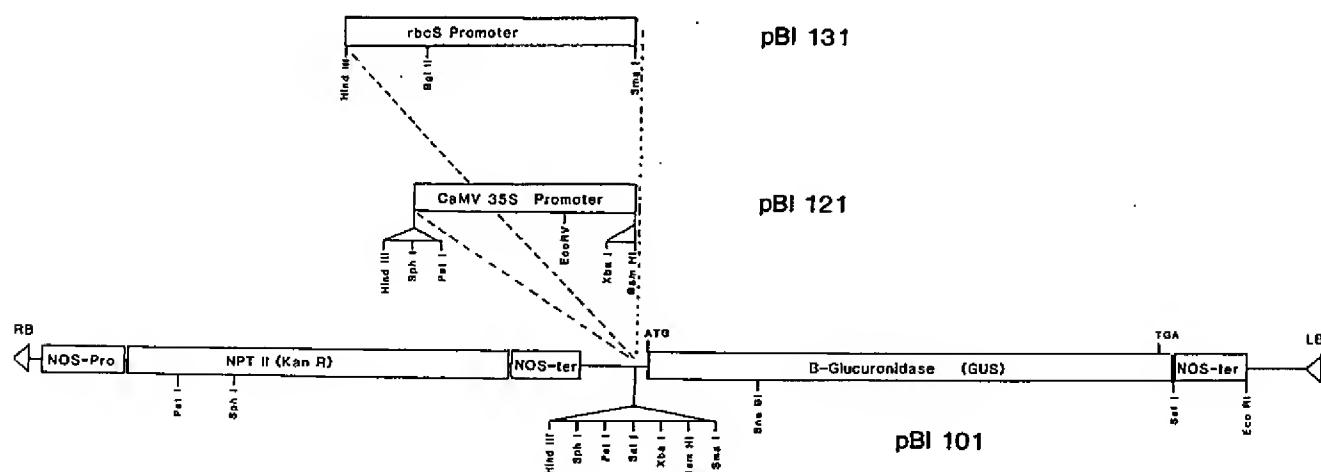 rbcS Promoter
pBI 131
Hind III
Bgl II
Sma I
CaMV 35S Promoter
pBI 121
Hind III
Sph I
Pst I
EcoRV
Xba I
Bam HI
RB
ATG
TGA
LB
NOS-Pro
NPT II (Kan R)
NOS-ter
B-Glucuronidase (GUS)
NOS-ter
Pst I
Sph I
Sna BI
Sst I
Eco RI
Hind III
Sph I
Pst I
Sal I
Xba I
Bam HI
Sma I
pBI 101